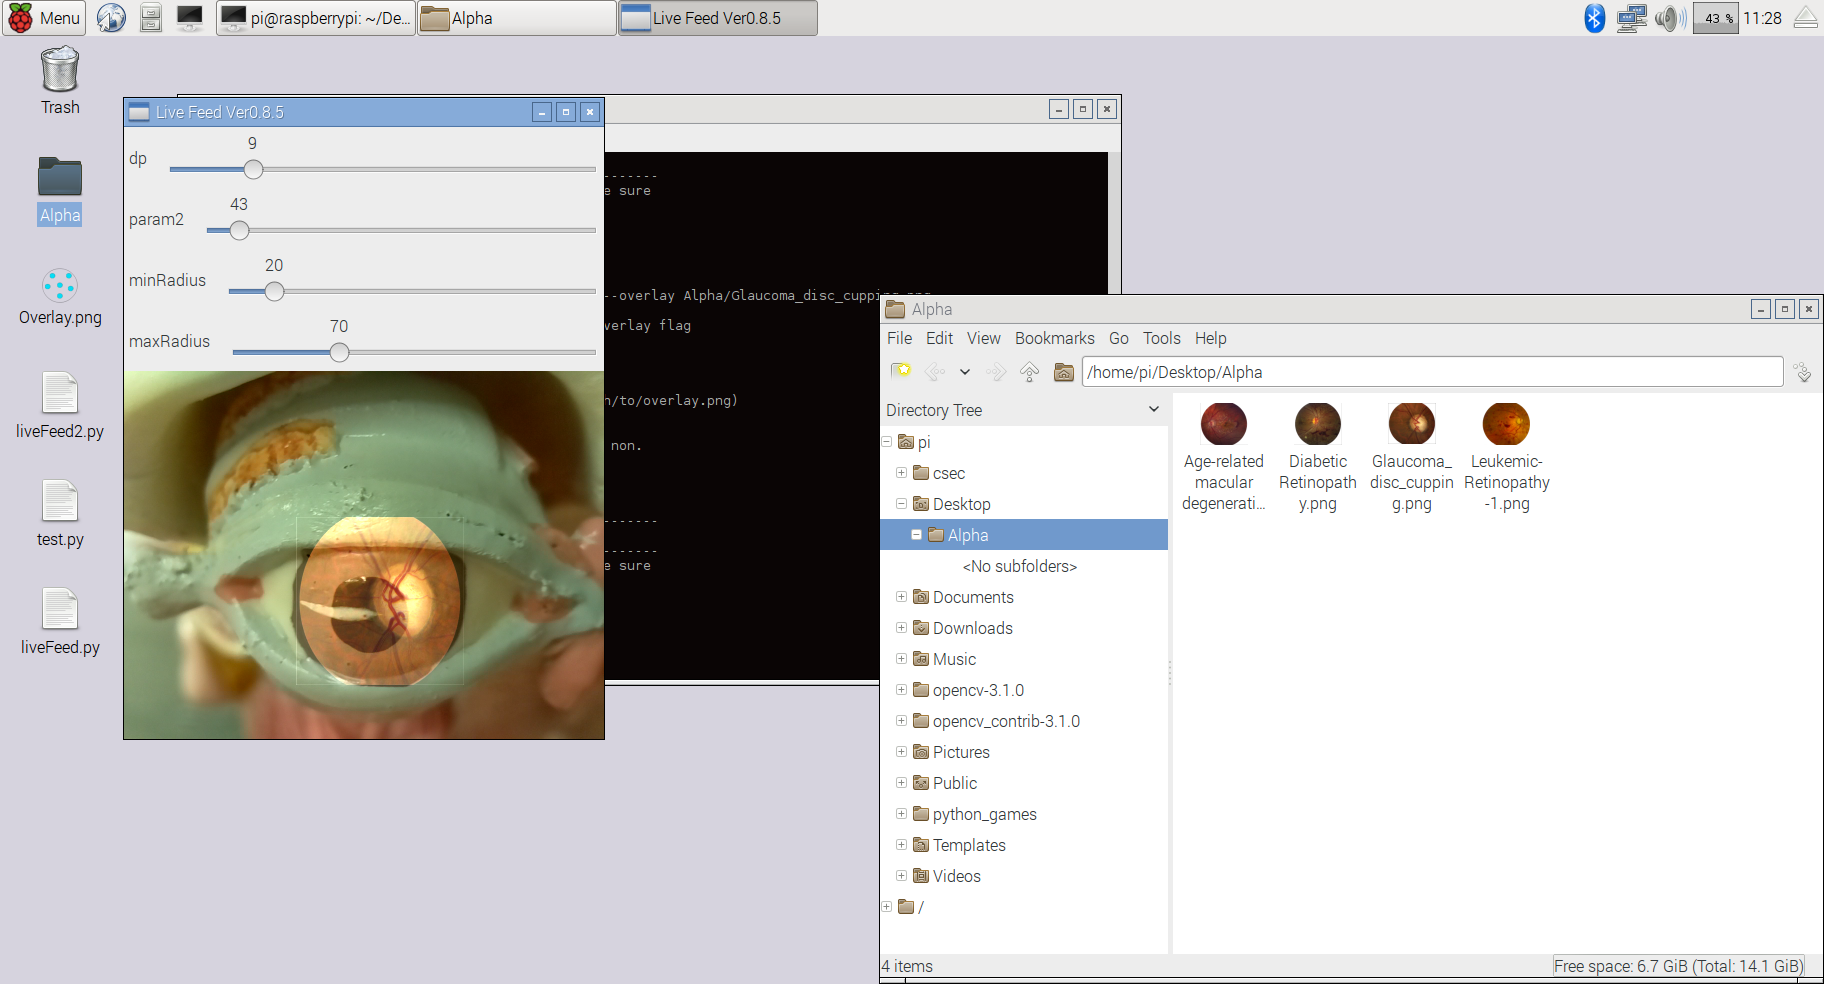 Menu
pi@raspberrypi: ~/De...
Alpha
Live Feed Ver0.8.5
43 %
11:28
Trash
Alpha
Overlay.png
liveFeed2.py
test.py
liveFeed.py
Live Feed Ver0.8.5
dp
9
param2
43
minRadius
20
maxRadius
70
-------
e sure
--overlay Alpha/Glaucoma_disc_cupping.png
verlay flag
h/to/overlay.png)
non.
-------
-------
e sure
Alpha
File Edit View Bookmarks Go Tools Help
/home/pi/Desktop/Alpha
Directory Tree
pi
csec
Desktop
Alpha
<No subfolders>
Documents
Downloads
Music
opencv-3.1.0
opencv_contrib-3.1.0
Pictures
Public
python_games
Templates
Videos
/
Age-related
macular
degenerati...
Diabetic
Retinopath
y.png
Glaucoma_
disc_cuppin
g.png
Leukemic-
Retinopathy
-1.png
4 items
Free space: 6.7 GiB (Total: 14.1 GiB)